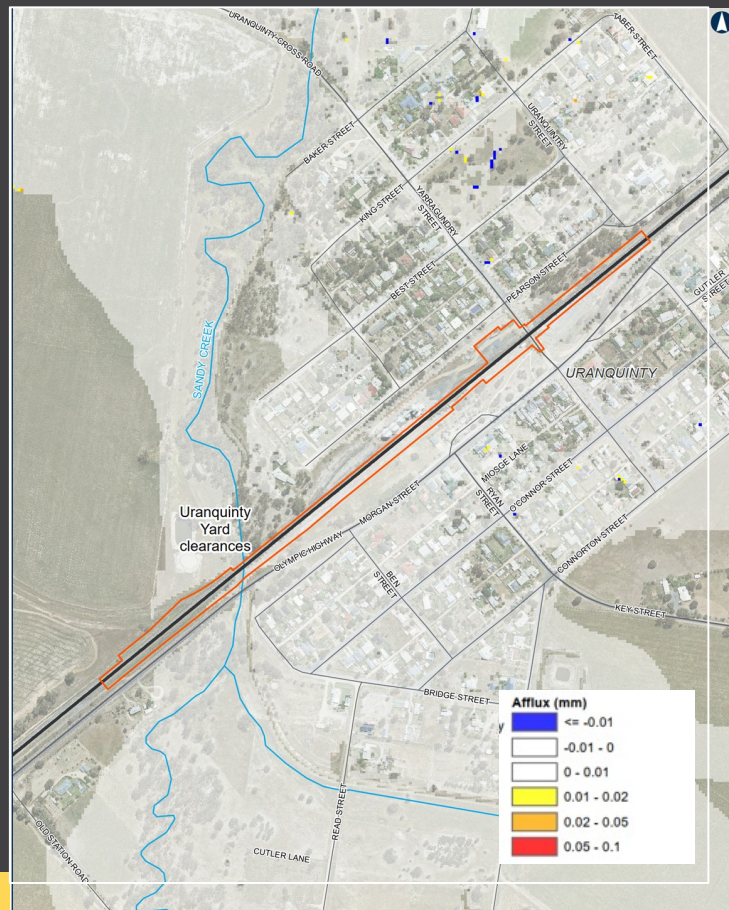 URANQUINTY CROSS ROAD
TABER STREET
URANQUINTRY
STREET
BAKER STREET
KING STREET
YARRAGUNDRY
STREET
BEST STREET
PEARSON STREET
GUTTLER
STREET
SANDY CREEK
URANQUINTY
MIOSGE LANE
RYAN
STREET
O'CONNOR STREET
MORGAN STREET
Uranquinty
Yard
clearances
OLYMPIC HIGHWAY
CONNORTON STREET
BEN
STREET
KEY STREET
BRIDGE STREET
READ STREET
CUTLER LANE
OLD STATION ROAD
y
Afflux (mm)
<= -0.01
-0.01 - 0
0 - 0.01
0.01 - 0.02
0.02 - 0.05
0.05 - 0.1